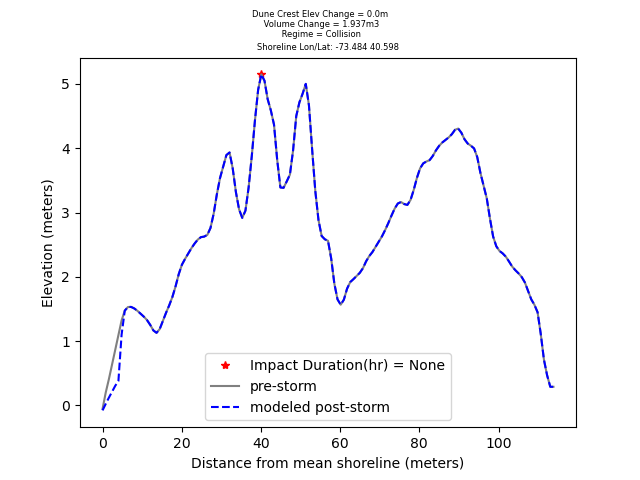 Dune Crest Elev Change = 0.0m
Volume Change = 1.937m3
Regime = Collision
Shoreline Lon/Lat: -73.484 40.598
5
4
3
2
1
0
Elevation (meters)
Impact Duration(hr) = None
pre-storm
modeled post-storm
0 20 40 60 80 100
Distance from mean shoreline (meters)